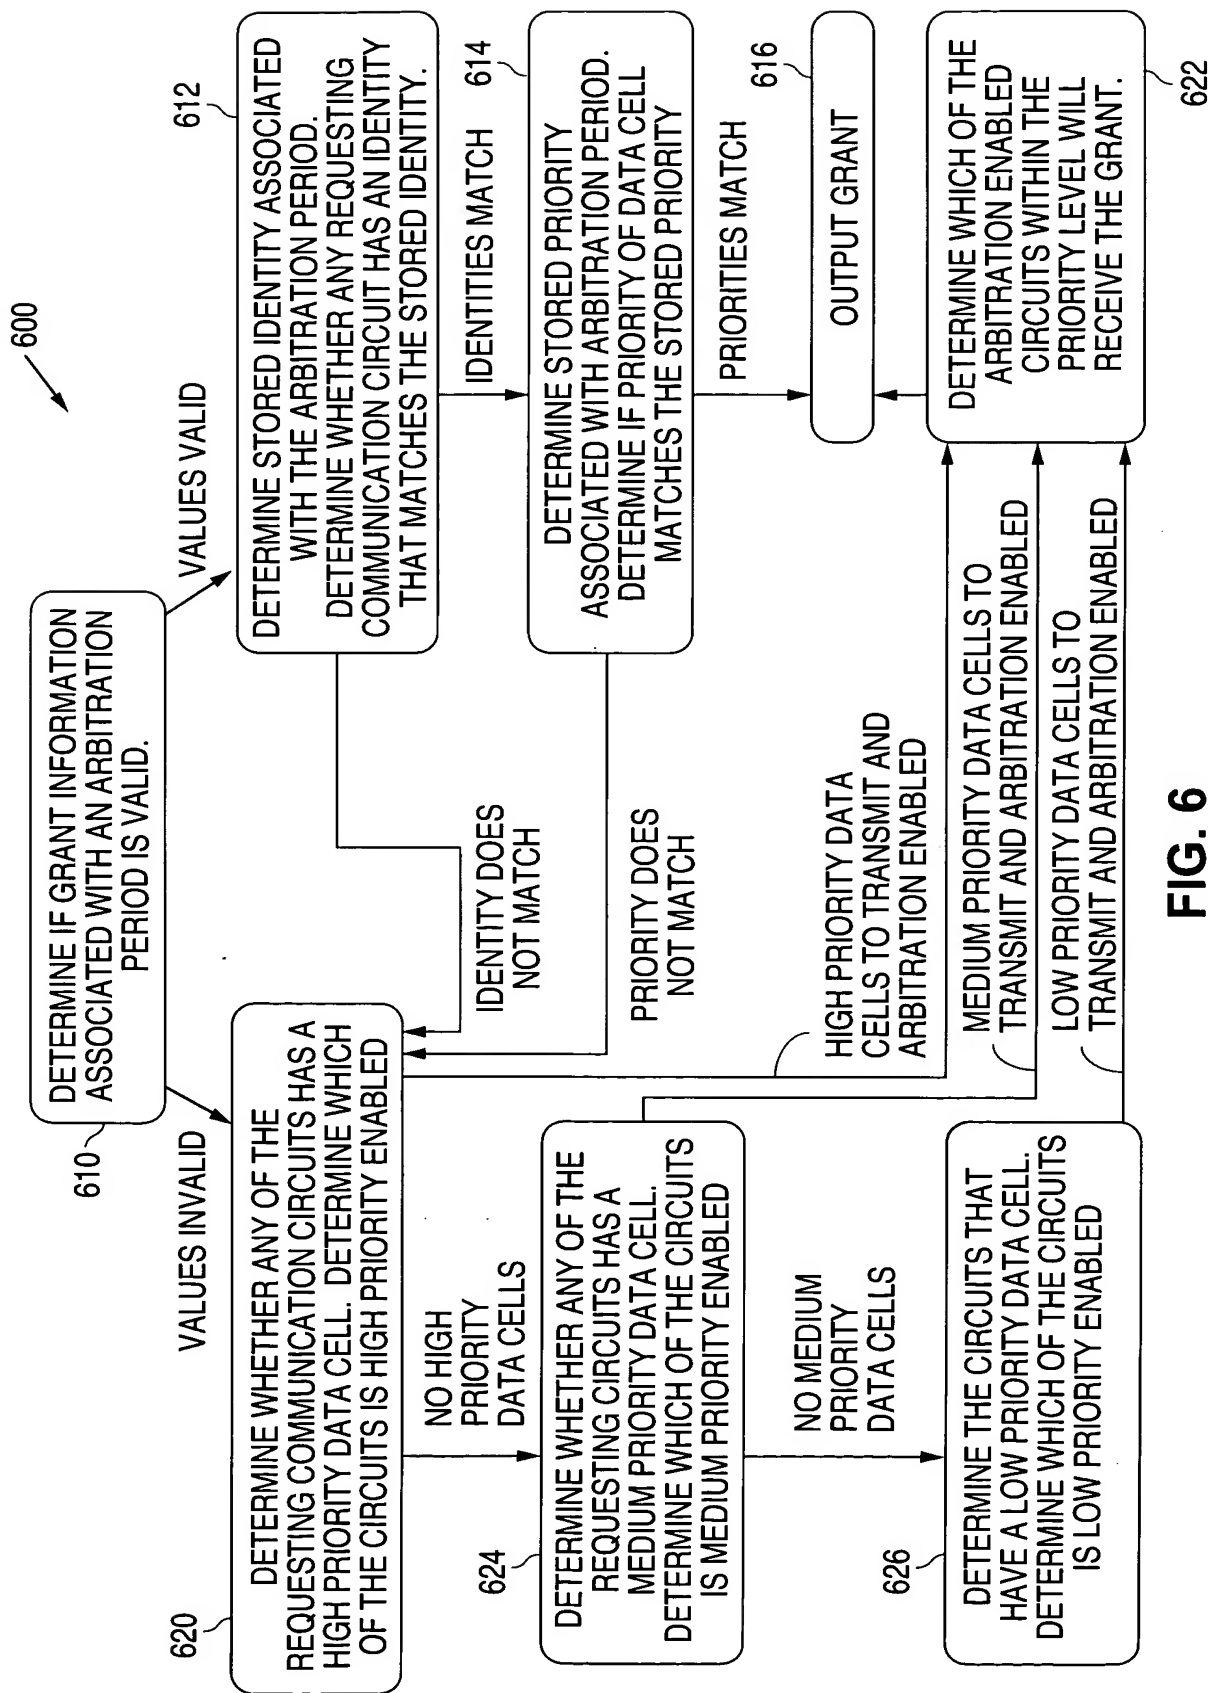 600
610
DETERMINE IF GRANT INFORMATION
ASSOCIATED WITH AN ARBITRATION
PERIOD IS VALID.
VALUES INVALID
VALUES VALID
612
DETERMINE STORED IDENTITY ASSOCIATED
WITH THE ARBITRATION PERIOD.
DETERMINE WHETHER ANY REQUESTING
COMMUNICATION CIRCUIT HAS AN IDENTITY
THAT MATCHES THE STORED IDENTITY.
IDENTITIES MATCH
IDENTITY DOES
NOT MATCH
614
DETERMINE STORED PRIORITY
ASSOCIATED WITH ARBITRATION PERIOD.
DETERMINE IF PRIORITY OF DATA CELL
MATCHES THE STORED PRIORITY
PRIORITIES MATCH
PRIORITY DOES
NOT MATCH
616
OUTPUT GRANT
620
DETERMINE WHETHER ANY OF THE
REQUESTING COMMUNICATION CIRCUITS HAS A
HIGH PRIORITY DATA CELL. DETERMINE WHICH
OF THE CIRCUITS IS HIGH PRIORITY ENABLED
NO HIGH
PRIORITY
DATA CELLS
HIGH PRIORITY DATA
CELLS TO TRANSMIT AND
ARBITRATION ENABLED
624
DETERMINE WHETHER ANY OF THE
REQUESTING CIRCUITS HAS A
MEDIUM PRIORITY DATA CELL.
DETERMINE WHICH OF THE CIRCUITS
IS MEDIUM PRIORITY ENABLED
NO MEDIUM
PRIORITY
DATA CELLS
MEDIUM PRIORITY DATA CELLS TO
TRANSMIT AND ARBITRATION ENABLED
626
DETERMINE THE CIRCUITS THAT
HAVE A LOW PRIORITY DATA CELL.
DETERMINE WHICH OF THE CIRCUITS
IS LOW PRIORITY ENABLED
LOW PRIORITY DATA CELLS TO
TRANSMIT AND ARBITRATION ENABLED
622
DETERMINE WHICH OF THE
ARBITRATION ENABLED
CIRCUITS WITHIN THE
PRIORITY LEVEL WILL
RECEIVE THE GRANT.
FIG. 6